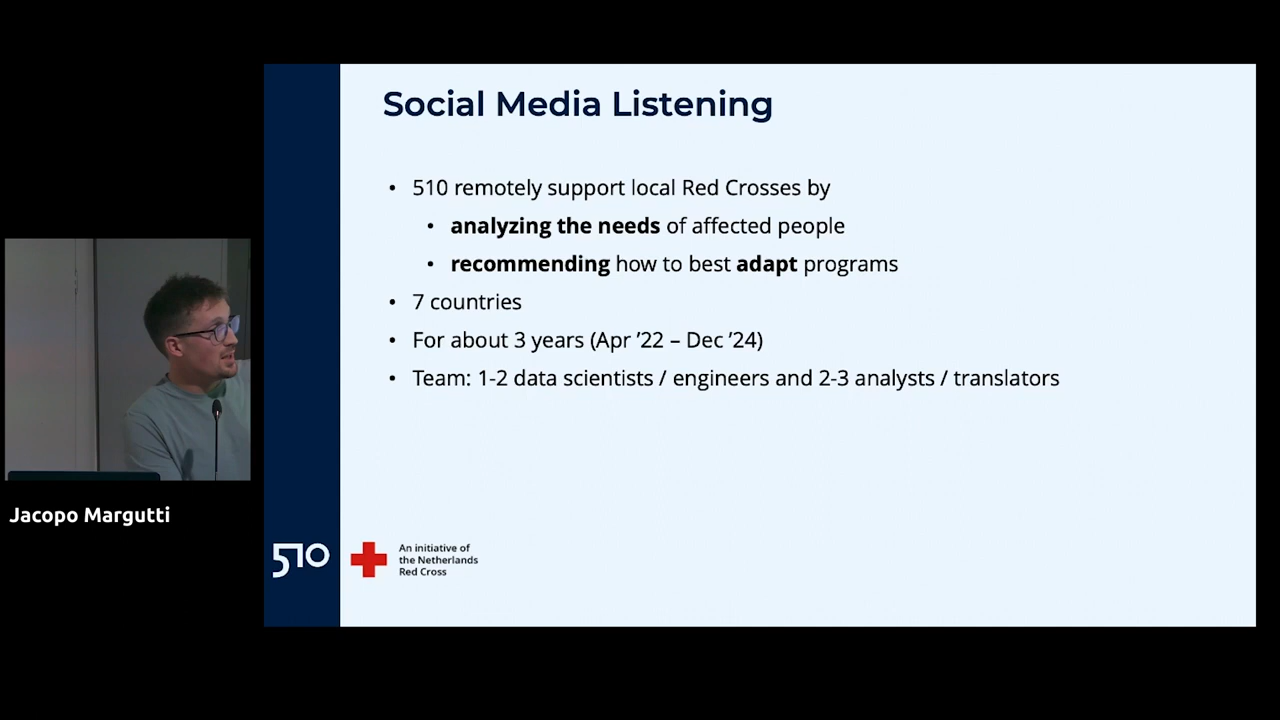 Social Media Listening
• 510 remotely support local Red Crosses by
• analyzing the needs of affected people
• recommending how to best adapt programs
• 7 countries
• For about 3 years (Apr ’22 – Dec ’24)
• Team: 1-2 data scientists / engineers and 2-3 analysts / translators
Jacopo Margutti
510
An initiative of
the Netherlands
Red Cross